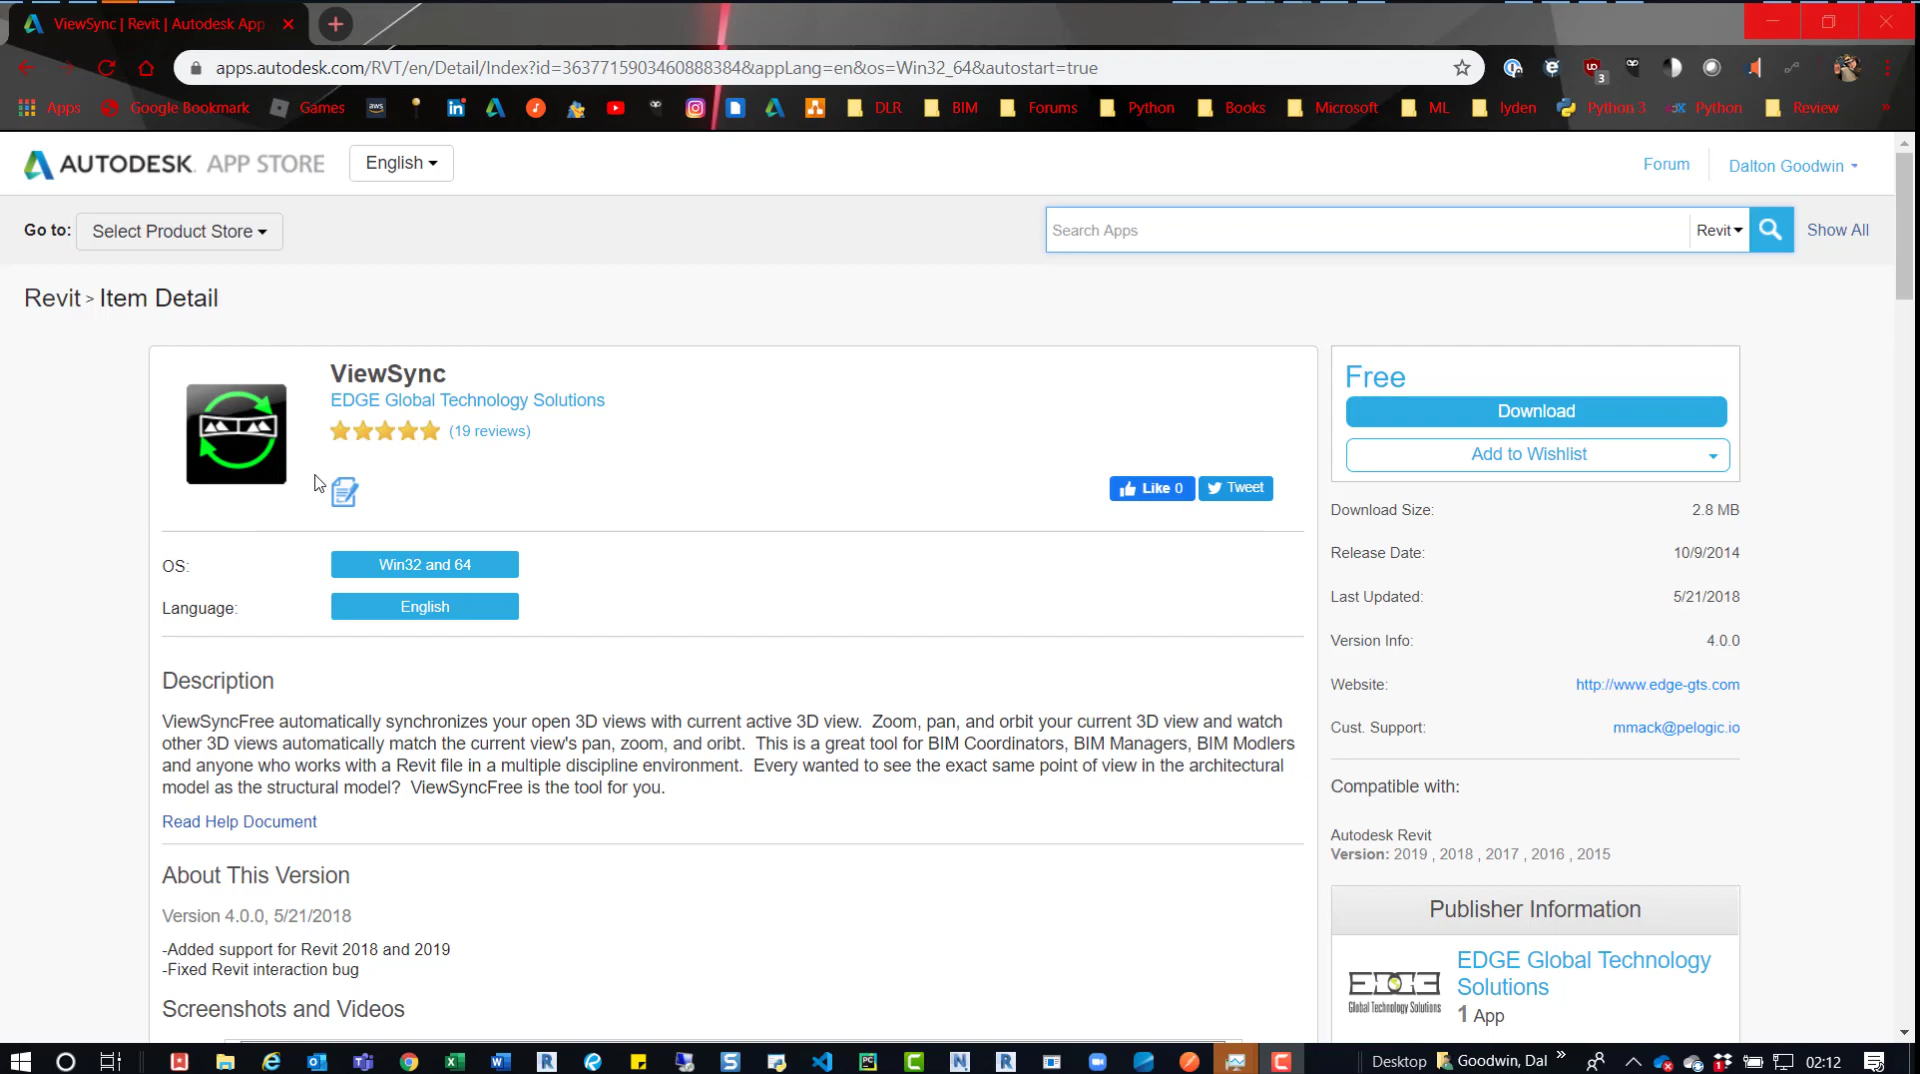 ViewSync | Revit | Autodesk App
apps.autodesk.com/RVT/en/Detail/Index?id=3637715903460888384&appLang=en&os=Win32_64&autostart=true
3
Apps Google Bookmark Games aws DLR BIM Forums Python Books Microsoft ML lyden Python 3 Python Review »
AUTODESK. APP STORE English Forum Dalton Goodwin
Go to: Select Product Store Search Apps Revit Show All
Revit > Item Detail
ViewSync
EDGE Global Technology Solutions
(19 reviews)
Like 0 Tweet
OS: Win32 and 64
Language: English
Description
ViewSyncFree automatically synchronizes your open 3D views with current active 3D view.  Zoom, pan, and orbit your current 3D view and watch
other 3D views automatically match the current view's pan, zoom, and oribt.  This is a great tool for BIM Coordinators, BIM Managers, BIM Modlers
and anyone who works with a Revit file in a multiple discipline environment.  Every wanted to see the exact same point of view in the architectural
model as the structural model?  ViewSyncFree is the tool for you.
Read Help Document
About This Version
Version 4.0.0, 5/21/2018
-Added support for Revit 2018 and 2019
-Fixed Revit interaction bug
Screenshots and Videos
Free
Download
Add to Wishlist
Download Size: 2.8 MB
Release Date: 10/9/2014
Last Updated: 5/21/2018
Version Info: 4.0.0
Website: http://www.edge-gts.com
Cust. Support: mmack@pelogic.io
Compatible with:
Autodesk Revit
Version: 2019 , 2018 , 2017 , 2016 , 2015
Publisher Information
EDGE
Global Technology Solutions
EDGE Global Technology
Solutions
1 App
Desktop Goodwin, Dal » 02:12